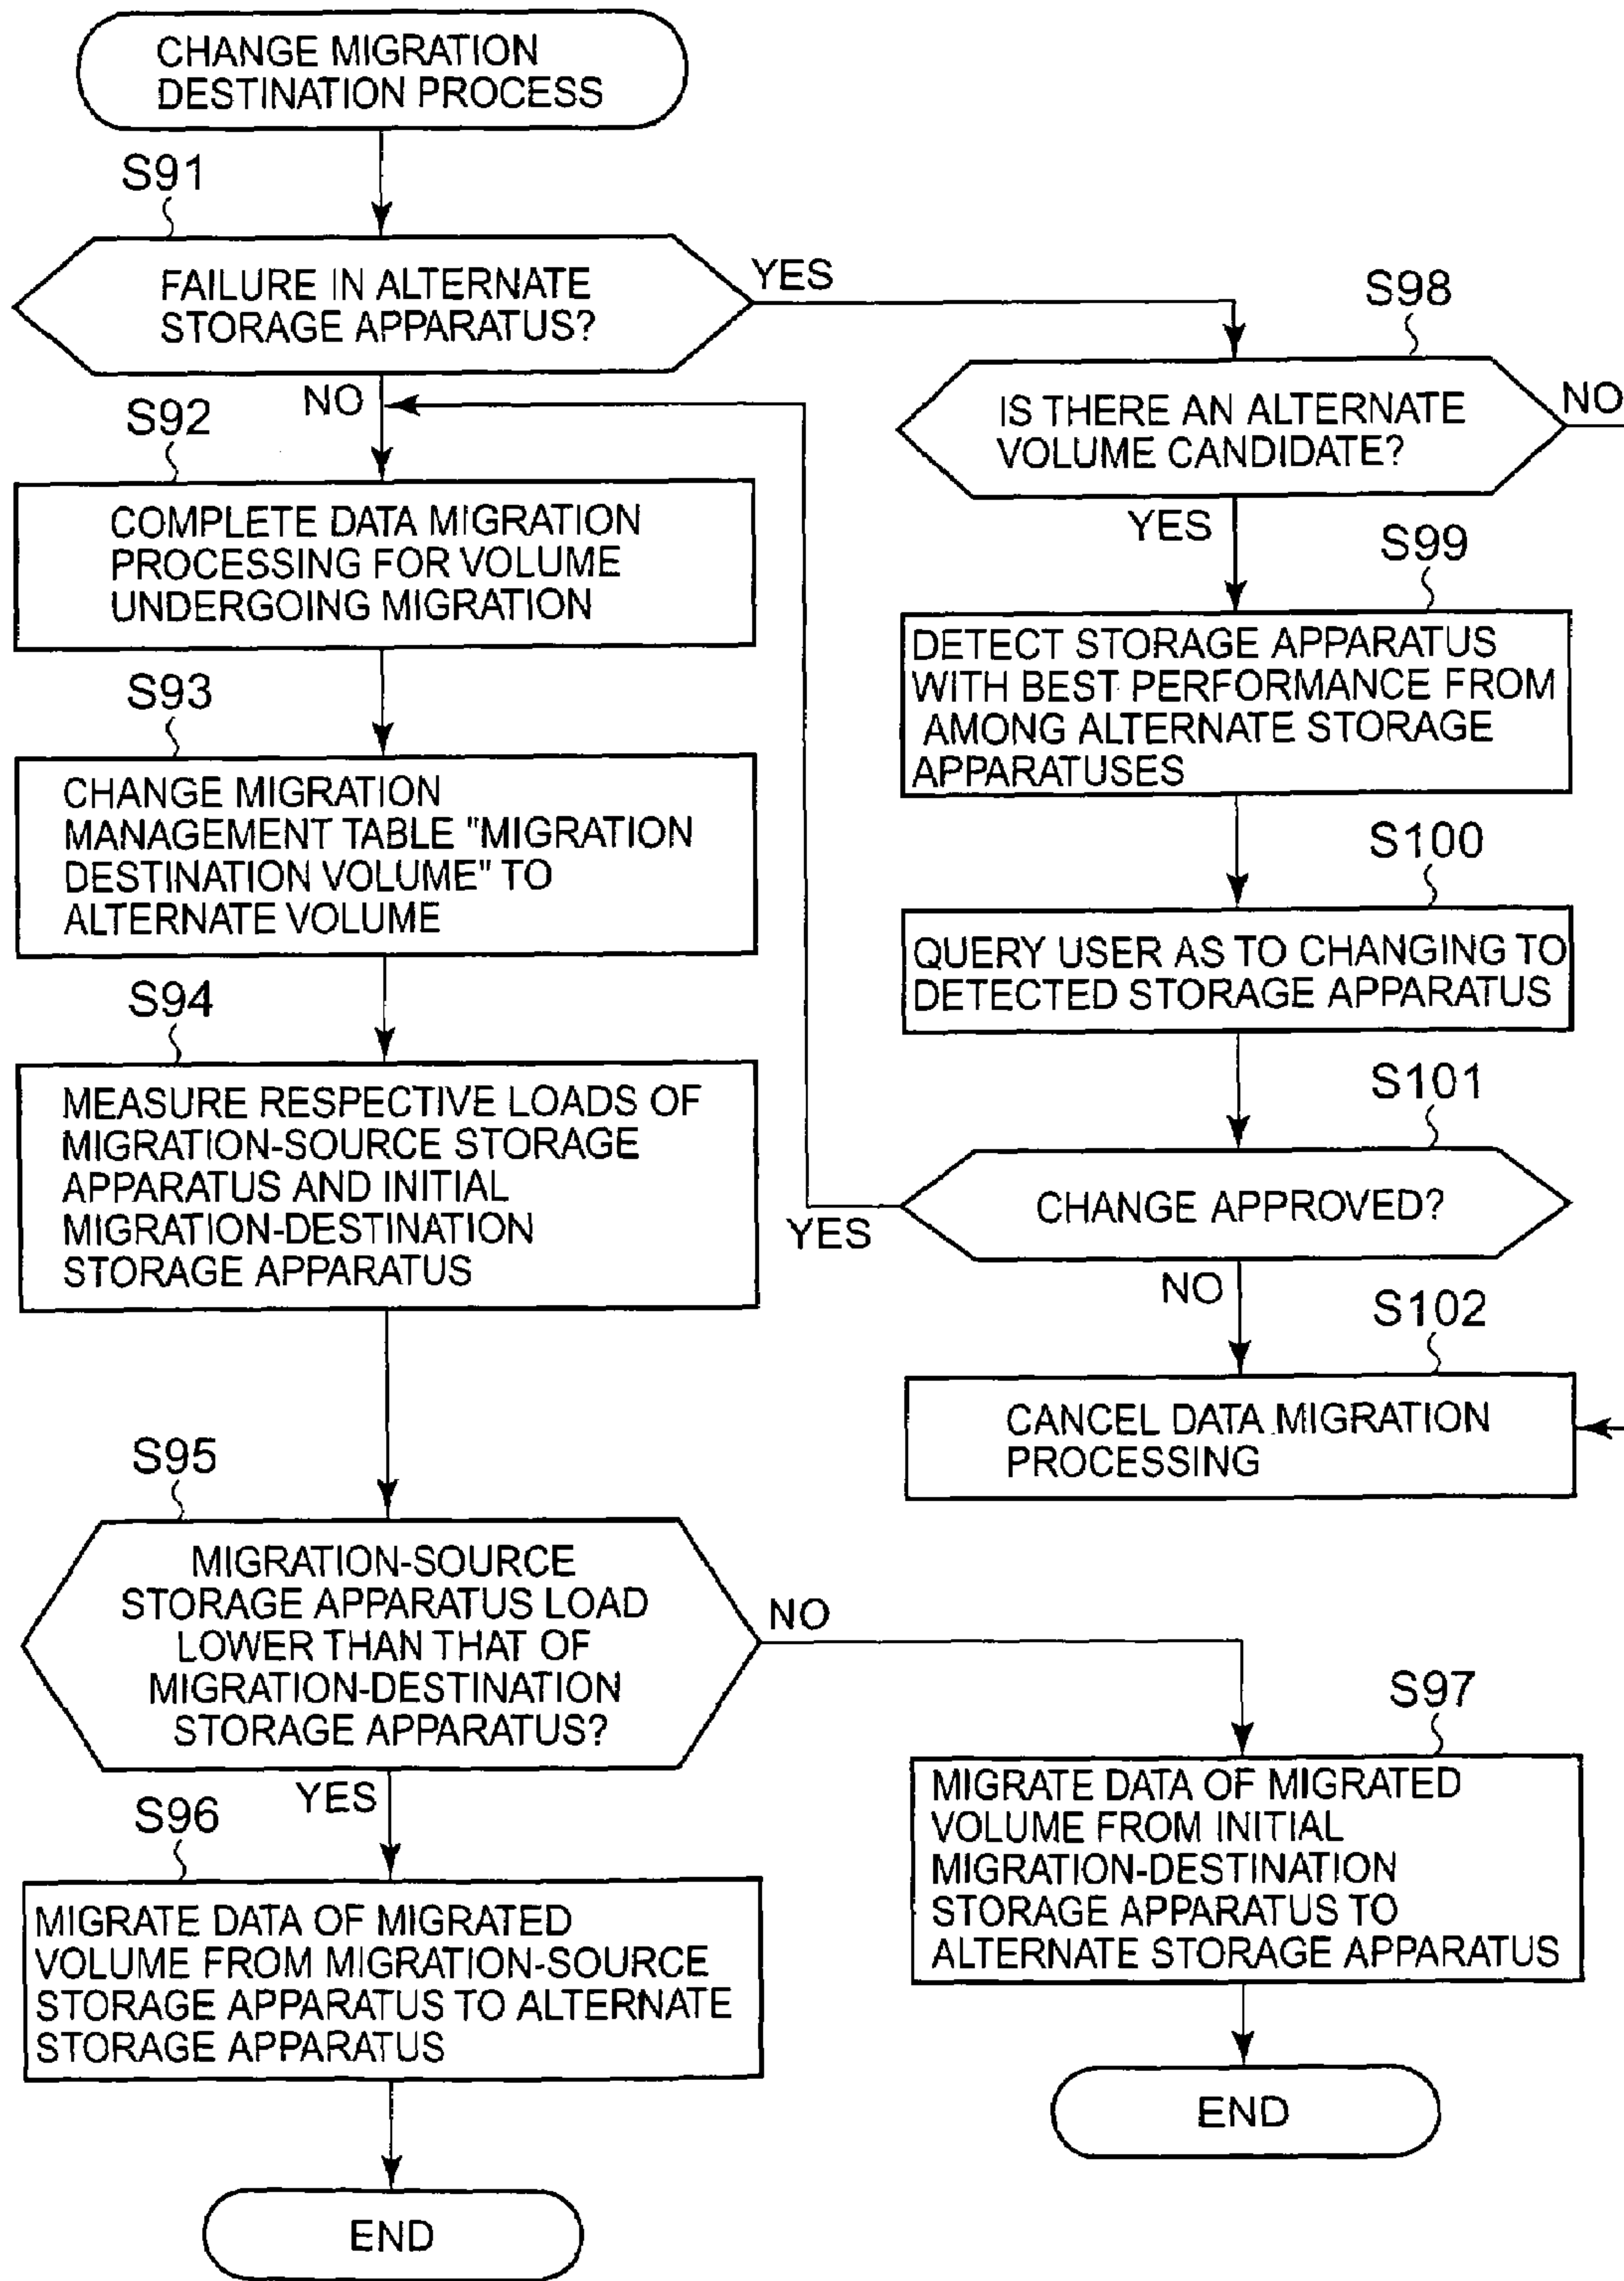 CHANGE MIGRATION
DESTINATION PROCESS
S91
FAILURE IN ALTERNATE
STORAGE APPARATUS?
YES
NO
S92
COMPLETE DATA MIGRATION
PROCESSING FOR VOLUME
UNDERGOING MIGRATION
S93
CHANGE MIGRATION
MANAGEMENT TABLE "MIGRATION
DESTINATION VOLUME" TO
ALTERNATE VOLUME
S94
MEASURE RESPECTIVE LOADS OF
MIGRATION-SOURCE STORAGE
APPARATUS AND INITIAL
MIGRATION-DESTINATION
STORAGE APPARATUS
S95
MIGRATION-SOURCE
STORAGE APPARATUS LOAD
LOWER THAN THAT OF
MIGRATION-DESTINATION
STORAGE APPARATUS?
NO
YES
S96
MIGRATE DATA OF MIGRATED
VOLUME FROM MIGRATION-SOURCE
STORAGE APPARATUS TO ALTERNATE
STORAGE APPARATUS
END
S97
MIGRATE DATA OF MIGRATED
VOLUME FROM INITIAL
MIGRATION-DESTINATION
STORAGE APPARATUS TO
ALTERNATE STORAGE APPARATUS
END
S98
IS THERE AN ALTERNATE
VOLUME CANDIDATE?
NO
YES
S99
DETECT STORAGE APPARATUS
WITH BEST PERFORMANCE FROM
AMONG ALTERNATE STORAGE
APPARATUSES
S100
QUERY USER AS TO CHANGING TO
DETECTED STORAGE APPARATUS
S101
CHANGE APPROVED?
YES
NO
S102
CANCEL DATA MIGRATION
PROCESSING